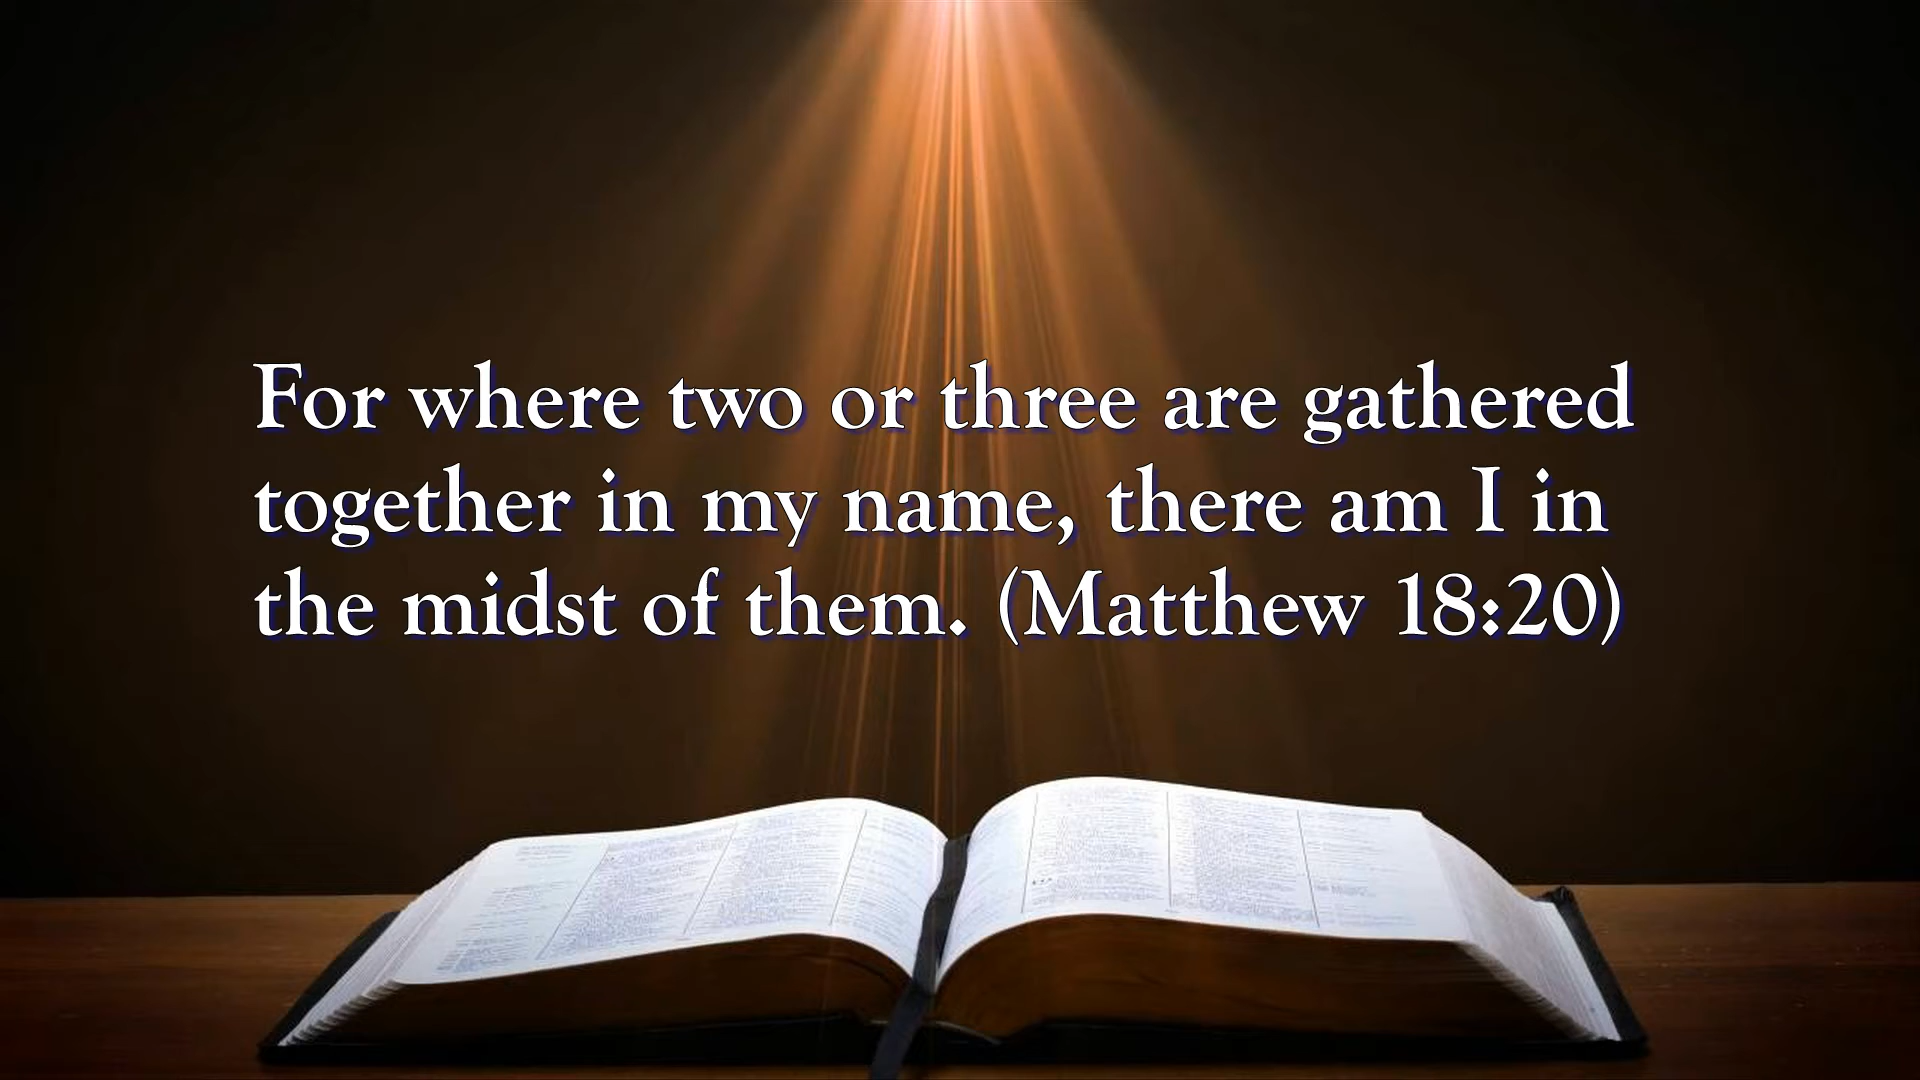 For where two or three are gathered
together in my name, there am I in
the midst of them. (Matthew 18:20)